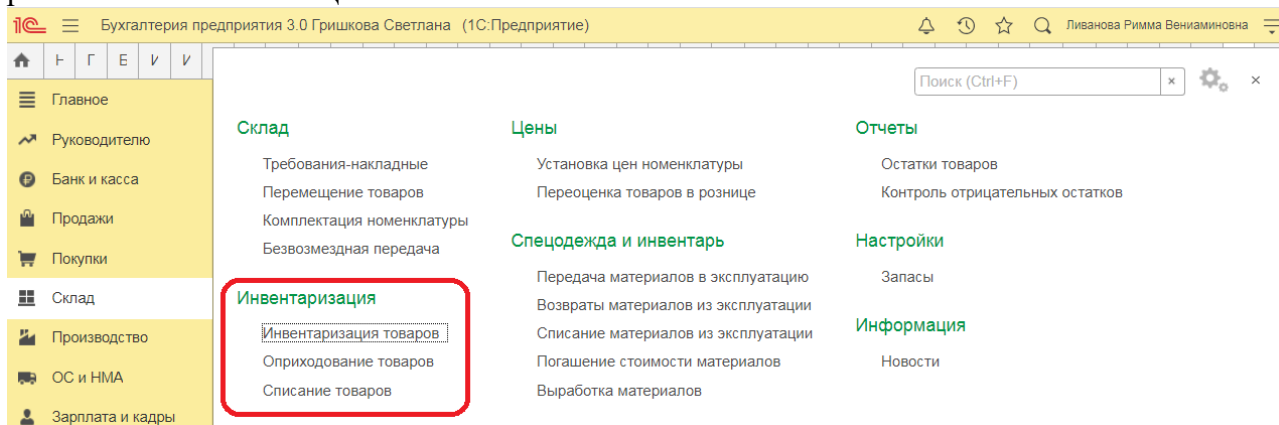 1С Бухгалтерия предприятия 3.0 Гришкова Светлана (1С:Предприятие) Ливанова Римма Вениаминовна
Н Г Б И И
Поиск (Ctrl+F) × ×
Главное
Руководителю
Банк и касса
Продажи
Покупки
Склад
Производство
ОС и НМА
Зарплата и кадры
Склад
Требования-накладные
Перемещение товаров
Комплектация номенклатуры
Безвозмездная передача
Инвентаризация
Инвентаризация товаров
Оприходование товаров
Списание товаров
Цены
Установка цен номенклатуры
Переоценка товаров в рознице
Спецодежда и инвентарь
Передача материалов в эксплуатацию
Возвраты материалов из эксплуатации
Списание материалов из эксплуатации
Погашение стоимости материалов
Выработка материалов
Отчеты
Остатки товаров
Контроль отрицательных остатков
Настройки
Запасы
Информация
Новости